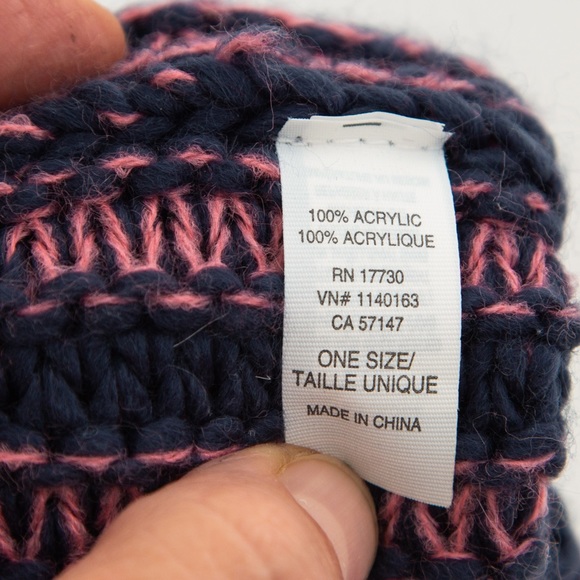 100% ACRYLIC
100% ACRYLIQUE
RN 17730
VN# 1140163
CA 57147
ONE SIZE/
TAILLE UNIQUE
MADE IN CHINA